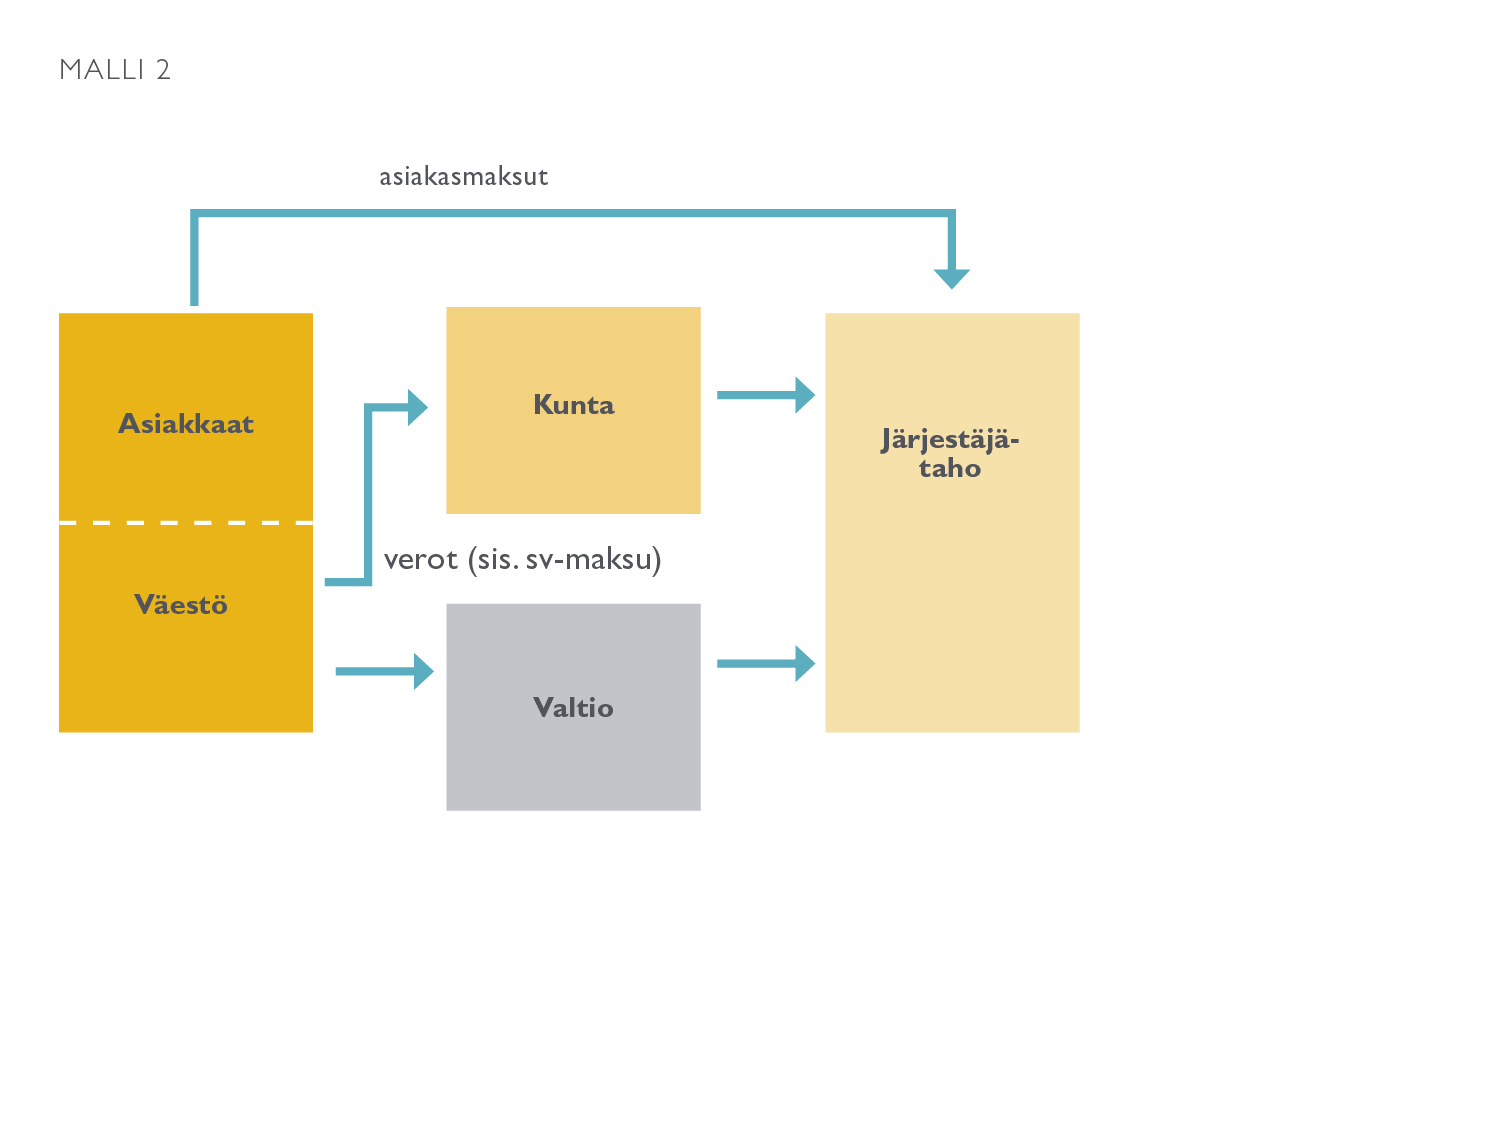 MALLI 2
asiakasmaksut
Asiakkaat
Kunta
Järjestäjä-
taho
verot (sis. sv-maksu)
Väestö
Valtio